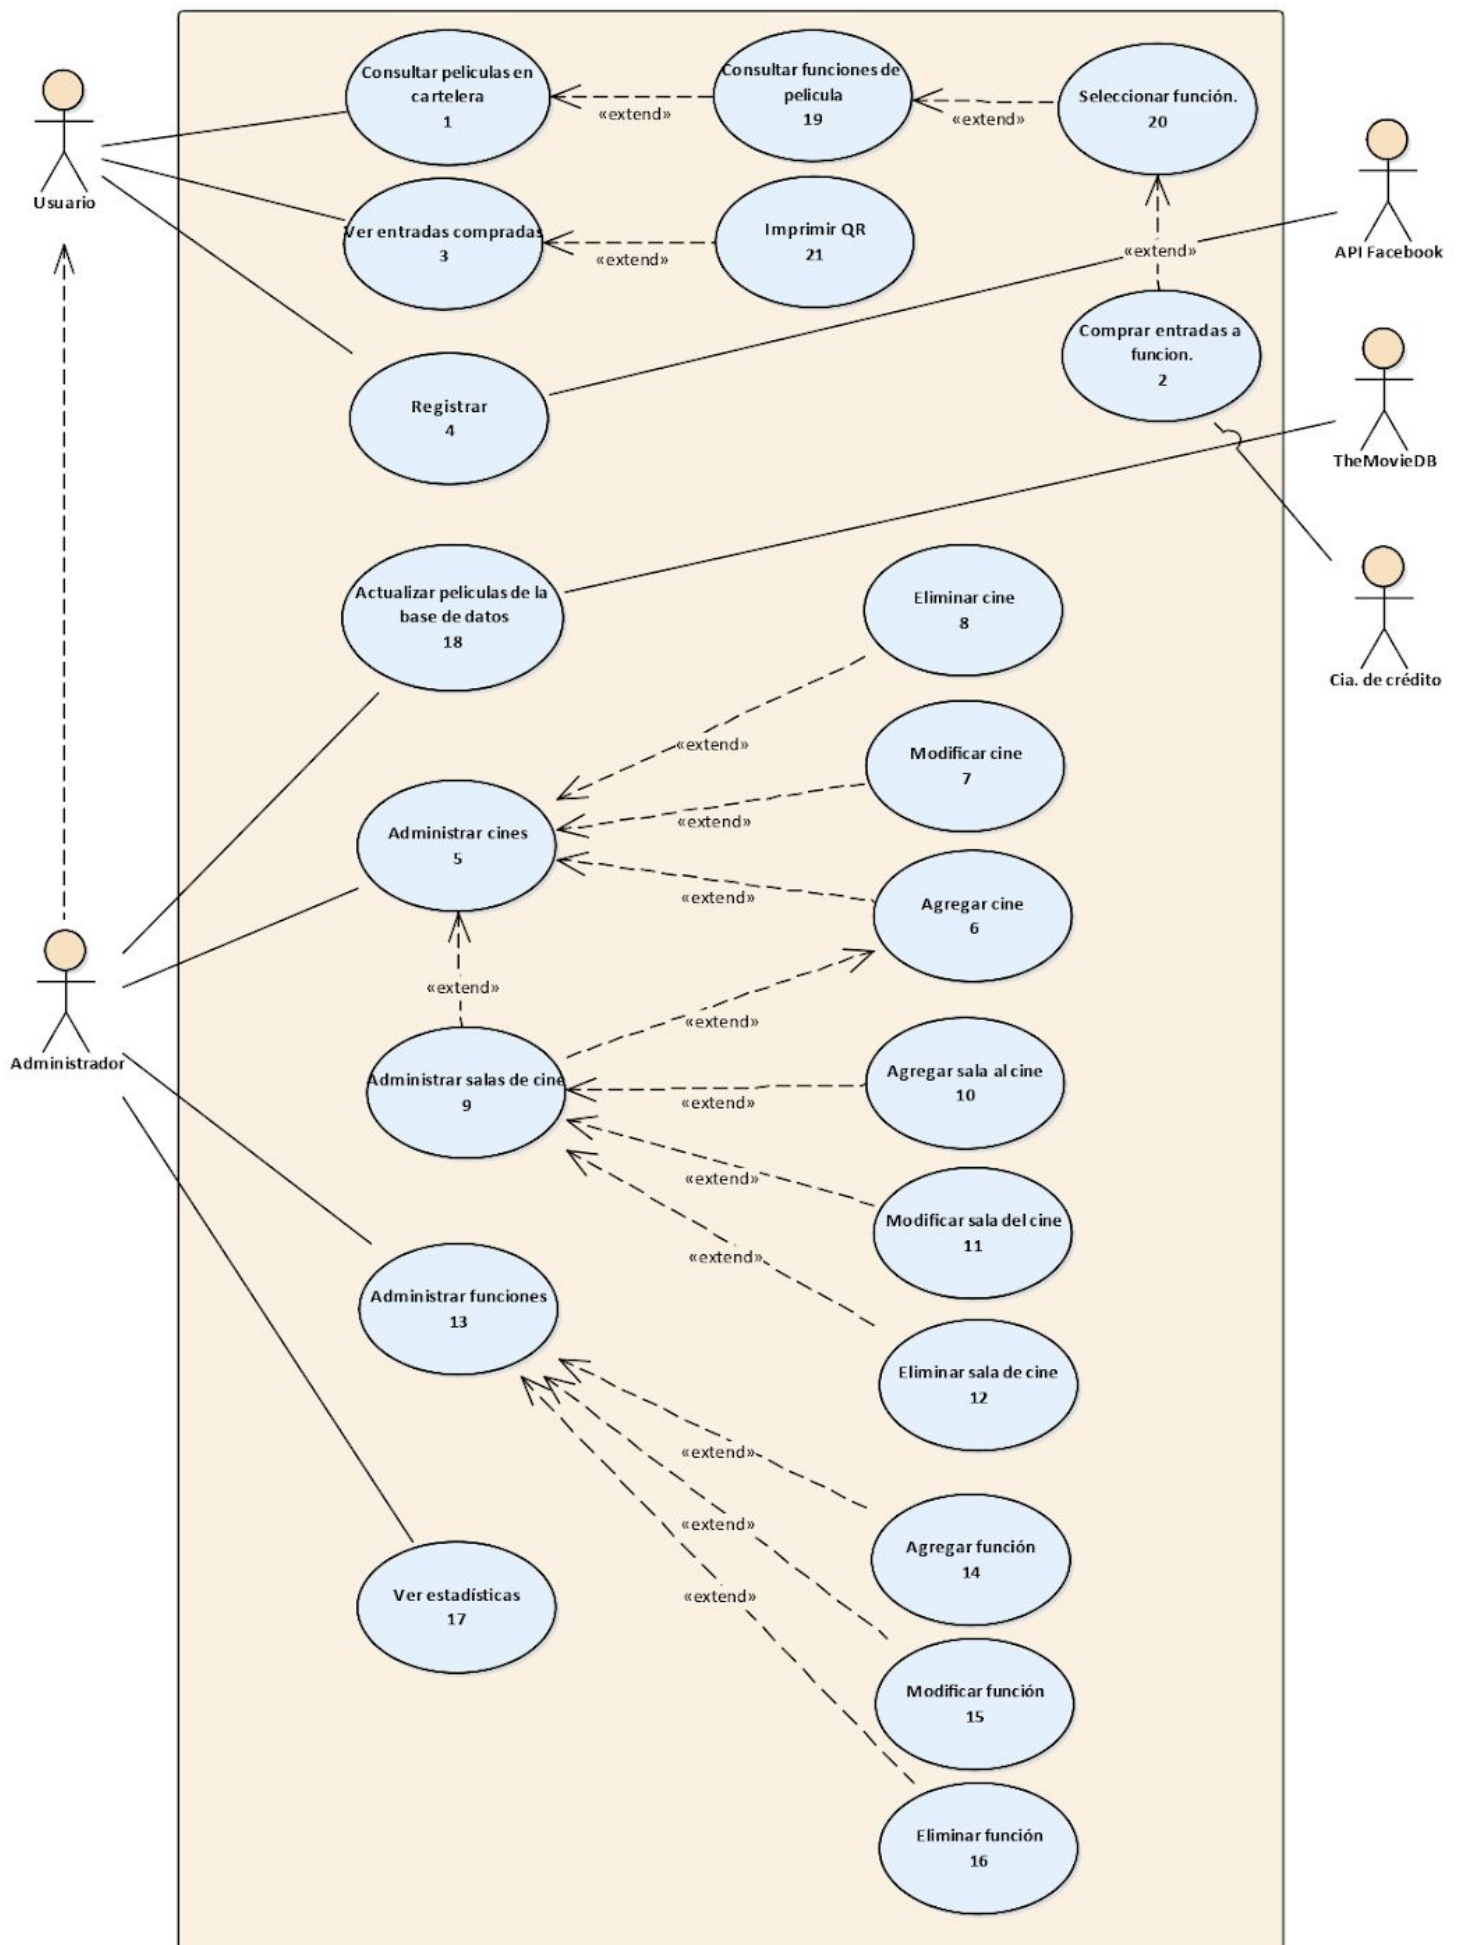 Consultar peliculas en
cartelera
1
Consultar funciones de
pelicula
19
Seleccionar función.
20
«extend»
«extend»
Usuario
Ver entradas compradas
3
Imprimir QR
21
«extend»
«extend»
API Facebook
Comprar entradas a
funcion.
2
Registrar
4
TheMovieDB
Actualizar peliculas de la
base de datos
18
Eliminar cine
8
Cia. de crédito
«extend»
Modificar cine
7
«extend»
Administrar cines
5
«extend»
Agregar cine
6
«extend»
«extend»
Administrador
Administrar salas de cine
9
Agregar sala al cine
10
«extend»
«extend»
Modificar sala del cine
11
«extend»
Administrar funciones
13
Eliminar sala de cine
12
«extend»
«extend»
«extend»
Agregar función
14
Ver estadísticas
17
Modificar función
15
Eliminar función
16